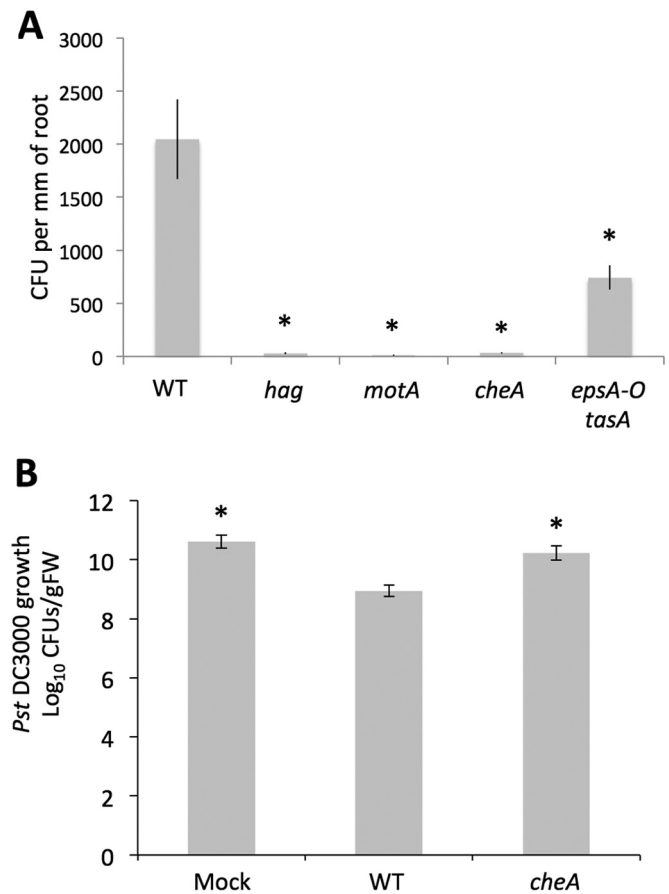 A
CFU per mm of root
3000
2500
2000
1500
1000
500
0
*
*
*
*
WT
hag
motA
cheA
epsA-O
tasA
B
Pst DC3000 growth
Log10 CFUs/gFW
12
10
8
6
4
2
0
*
*
Mock
WT
cheA